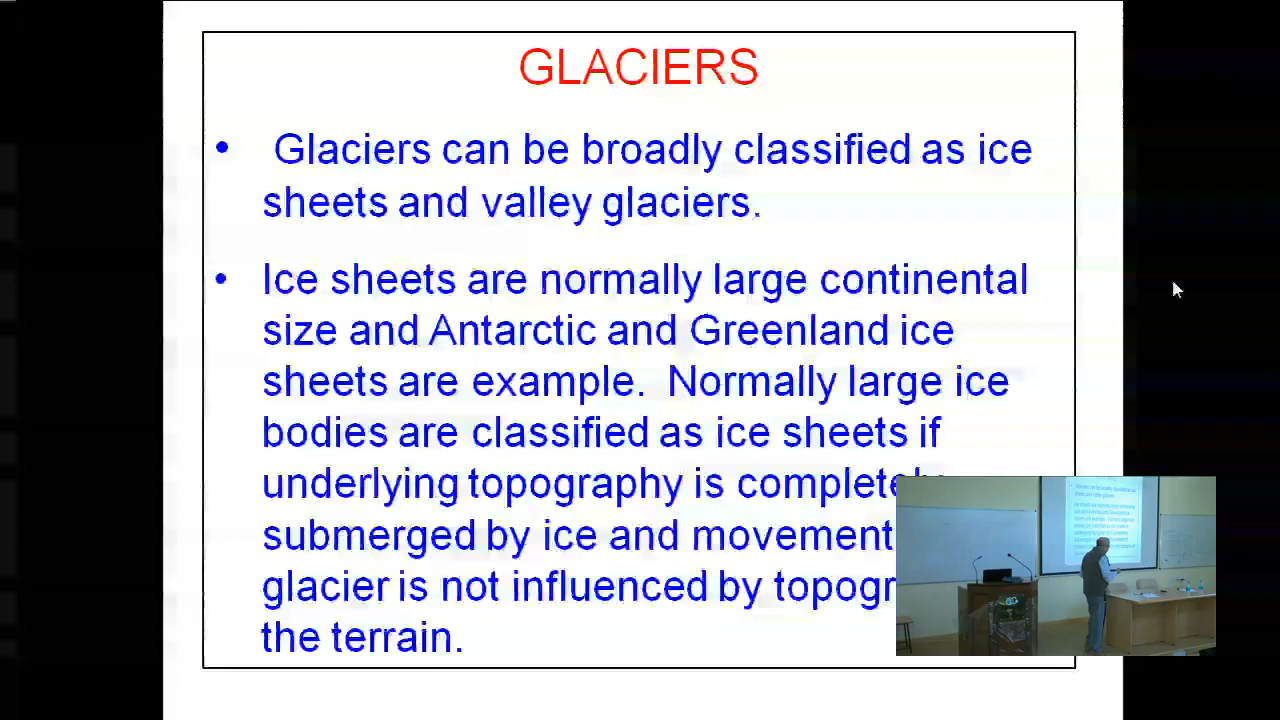 GLACIERS
• Glaciers can be broadly classified as ice
sheets and valley glaciers.
• Ice sheets are normally large continental
size and Antarctic and Greenland ice
sheets are example. Normally large ice
bodies are classified as ice sheets if
underlying topography is completely
submerged by ice and movement
glacier is not influenced by topogr
the terrain.